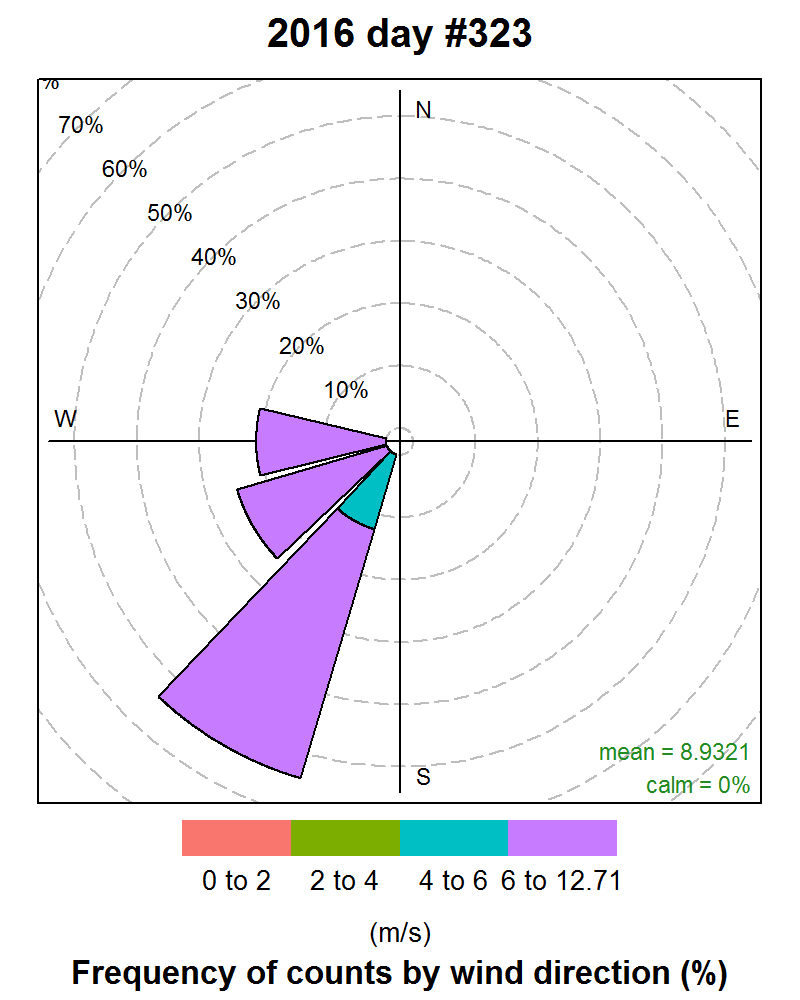 2016 day #323
%
70%
60%
50%
40%
30%
20%
10%
N
W
E
S
mean = 8.9321
calm = 0%
0 to 2 2 to 4 4 to 6 6 to 12.71
(m/s)
Frequency of counts by wind direction (%)